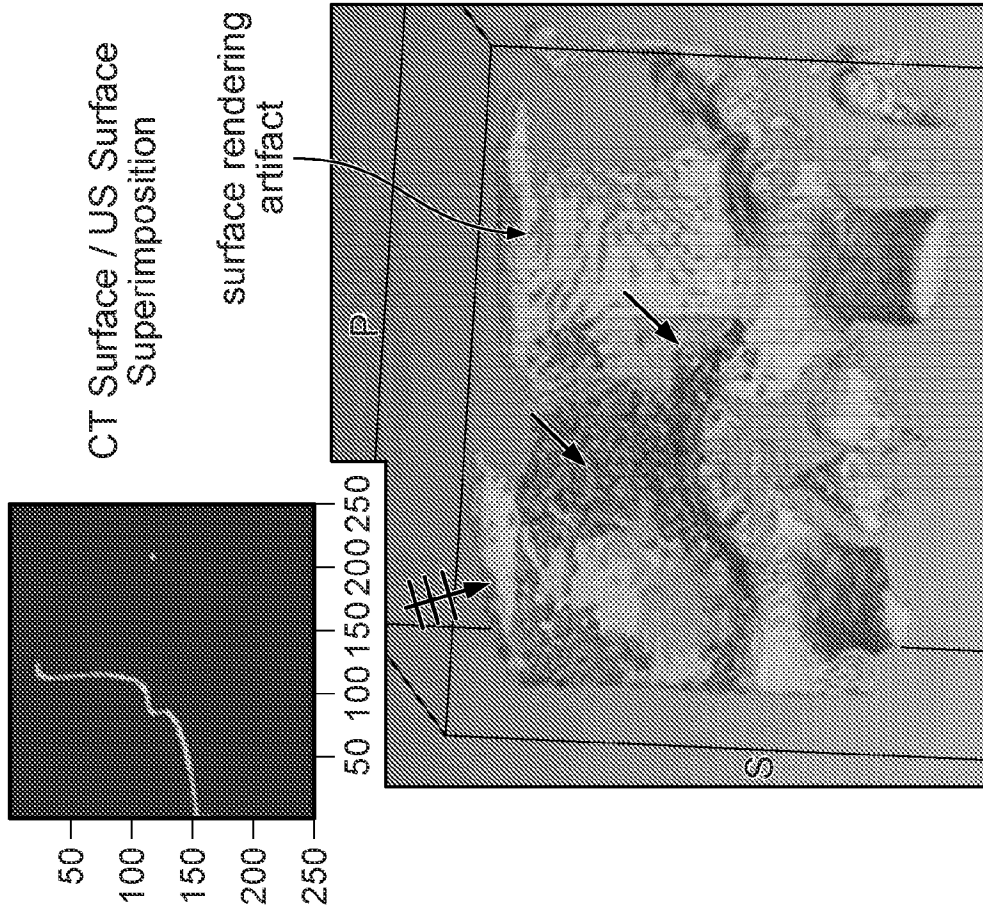 CT Surface / US Surface
Superimposition
surface rendering
artifact
P
S
50
100
150
200
250
50 100 150 200 250